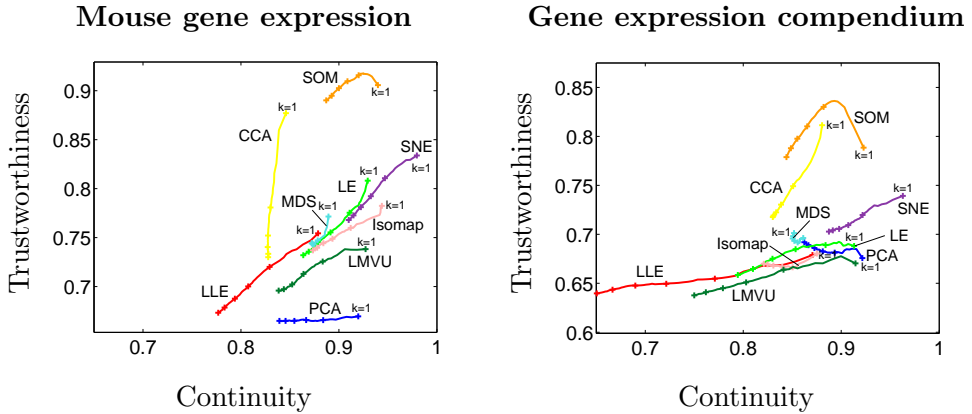 Mouse gene expression
Trustworthiness
0.9
0.85
0.8
0.75
0.7
SOM
k=1
k=1
CCA
SNE
k=1
k=1
LE
MDS
k=1
k=1
Isomap
k=1
k=1
LMVU
LLE
PCA
k=1
0.7
0.8
0.9
1
Continuity
Gene expression compendium
Trustworthiness
0.85
0.8
0.75
0.7
0.65
0.6
SOM
k=1
k=1
CCA
k=1
SNE
MDS
k=1
k=1
LE
Isomap
PCA
k=1
k=1
LLE
LMVU
0.7
0.8
0.9
1
Continuity